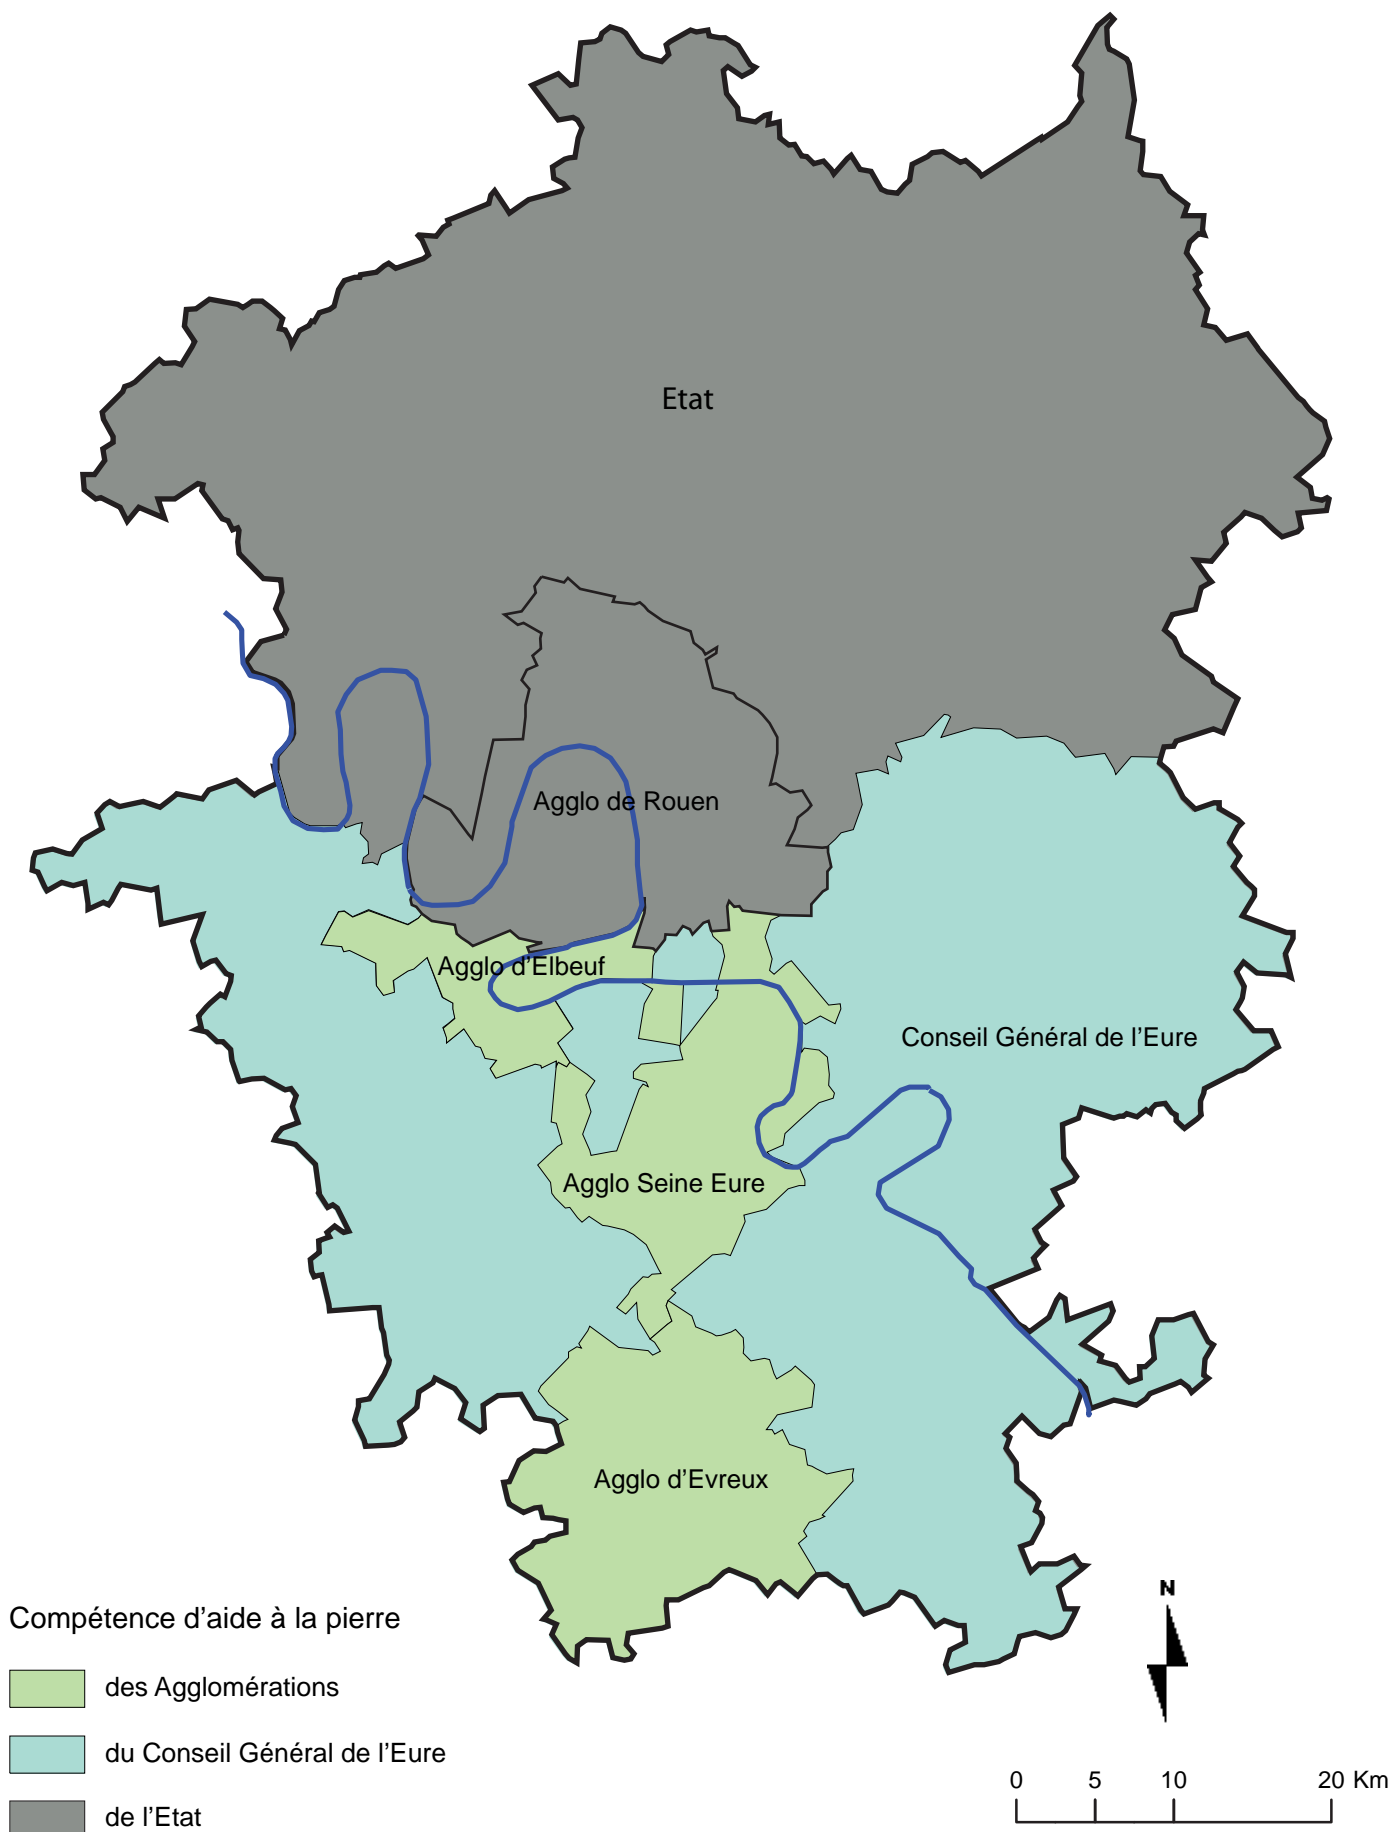 Etat
Agglo de Rouen
Agglo d'Elbeuf
Conseil Général de l'Eure
Agglo Seine Eure
Agglo d'Evreux
Compétence d'aide à la pierre
des Agglomérations
du Conseil Général de l'Eure
de l'Etat
N
0 5 10 20 Km